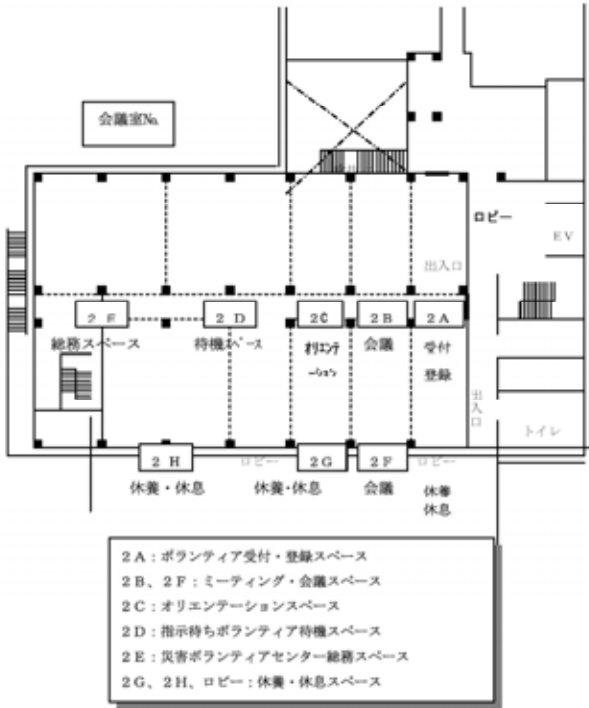 会議室No.
ロビー
EV
出入口
2E
2D
2C
2B
2A
総務スペース
待機スペース
オリエンテ
ーション
会議
受付
登録
出入口
トイレ
2H
ロビー
2G
2F
ロビー
休養・休息
休養・休息
会議
休養
休息
2A：ボランティア受付・登録スペース
2B、2F：ミーティング・会議スペース
2C：オリエンテーションスペース
2D：指示待ちボランティア待機スペース
2E：災害ボランティアセンター総務スペース
2G、2H、ロビー：休養・休息スペース